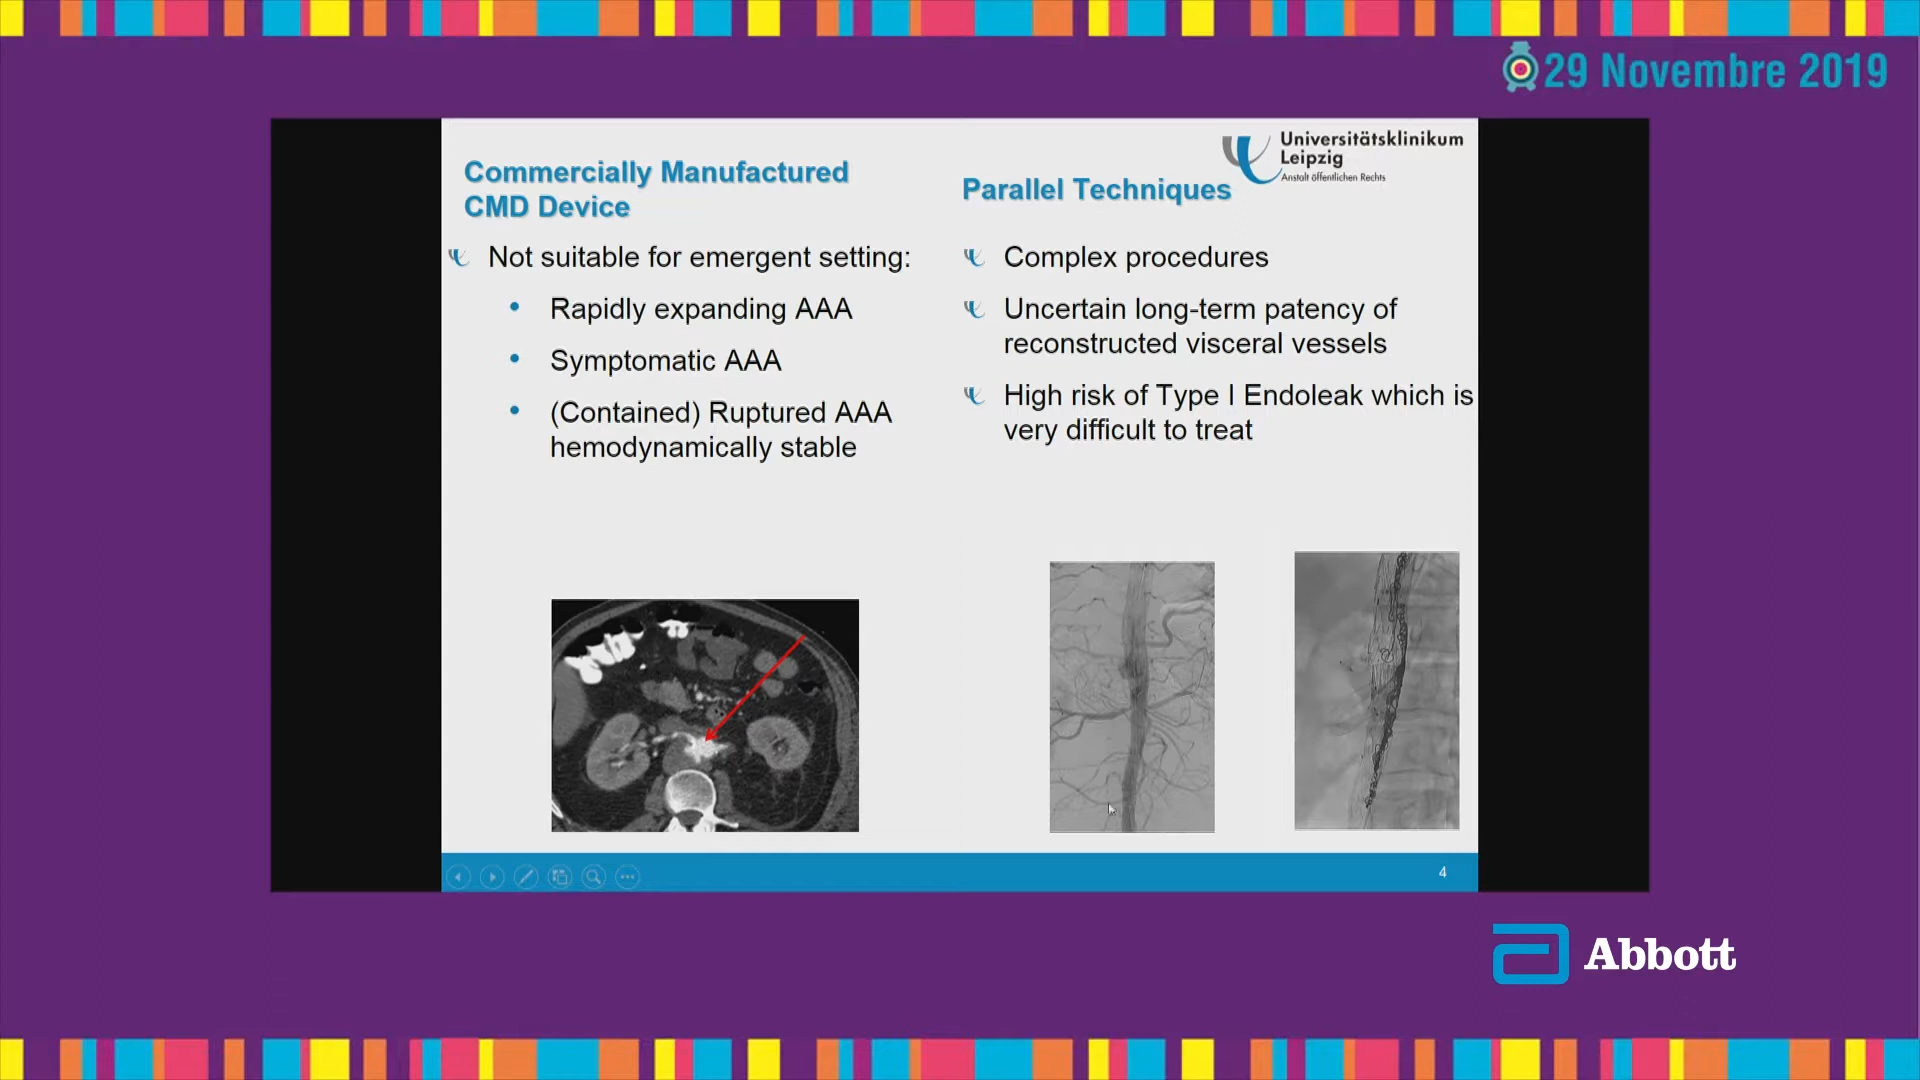 29 Novembre 2019
Universitätsklinikum
Leipzig
Anstalt öffentlichen Rechts
Commercially Manufactured
CMD Device
Not suitable for emergent setting:
Rapidly expanding AAA
Symptomatic AAA
(Contained) Ruptured AAA
hemodynamically stable
Parallel Techniques
Complex procedures
Uncertain long-term patency of
reconstructed visceral vessels
High risk of Type I Endoleak which is
very difficult to treat
4
Abbott